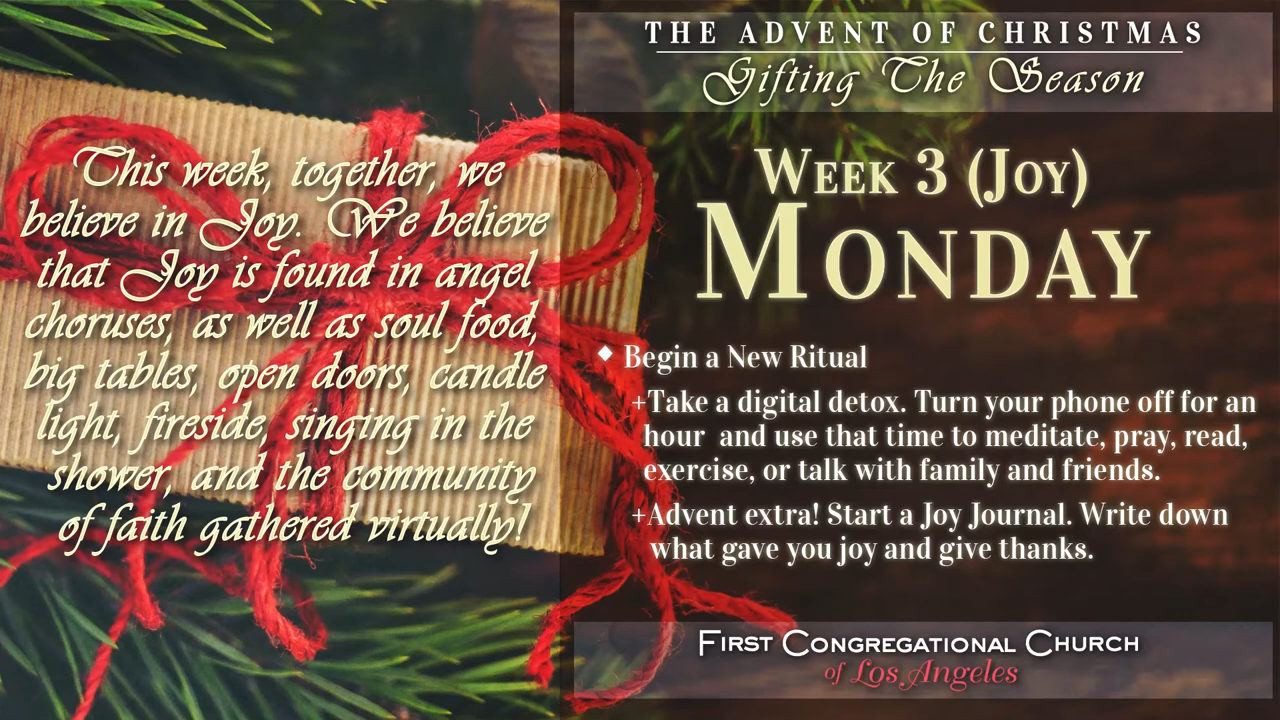 THE ADVENT OF CHRISTMAS
Gifting The Season
This week, together, we
believe in Joy. We believe
that Joy is found in angel
choruses, as well as soul food,
big tables, open doors, candle
light, fireside, singing in the
shower, and the community
of faith gathered virtually!
Week 3 (Joy)
Monday
◆ Begin a New Ritual
+Take a digital detox. Turn your phone off for an
hour and use that time to meditate, pray, read,
exercise, or talk with family and friends.
+Advent extra! Start a Joy Journal. Write down
what gave you joy and give thanks.
First Congregational Church
of Los Angeles